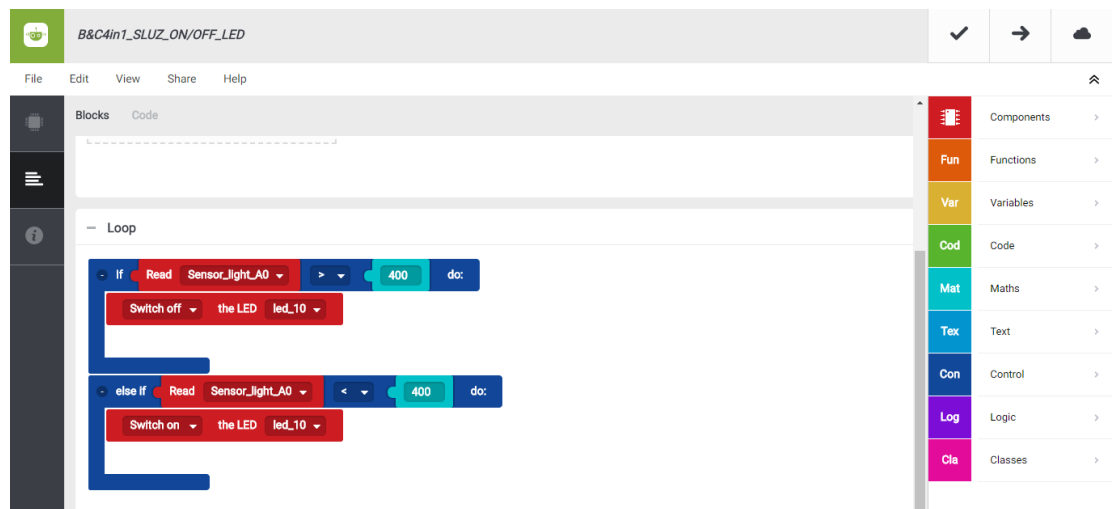 B&C4in1_SLUZ_ON/OFF_LED
File Edit View Share Help
Blocks Code
Loop
If Read Sensor_light_A0 > 400 do:
Switch off the LED led_10
else if Read Sensor_light_A0 < 400 do:
Switch on the LED led_10
Components
Fun Functions
Var Variables
Cod Code
Mat Maths
Tex Text
Con Control
Log Logic
Cla Classes